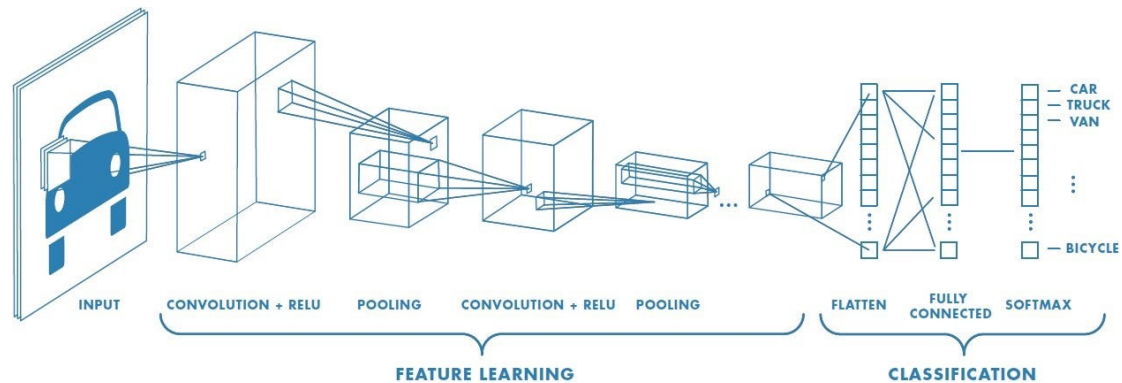 CAR
TRUCK
VAN
BICYCLE
INPUT
CONVOLUTION + RELU
POOLING
CONVOLUTION + RELU
POOLING
FLATTEN
FULLY
CONNECTED
SOFTMAX
FEATURE LEARNING
CLASSIFICATION